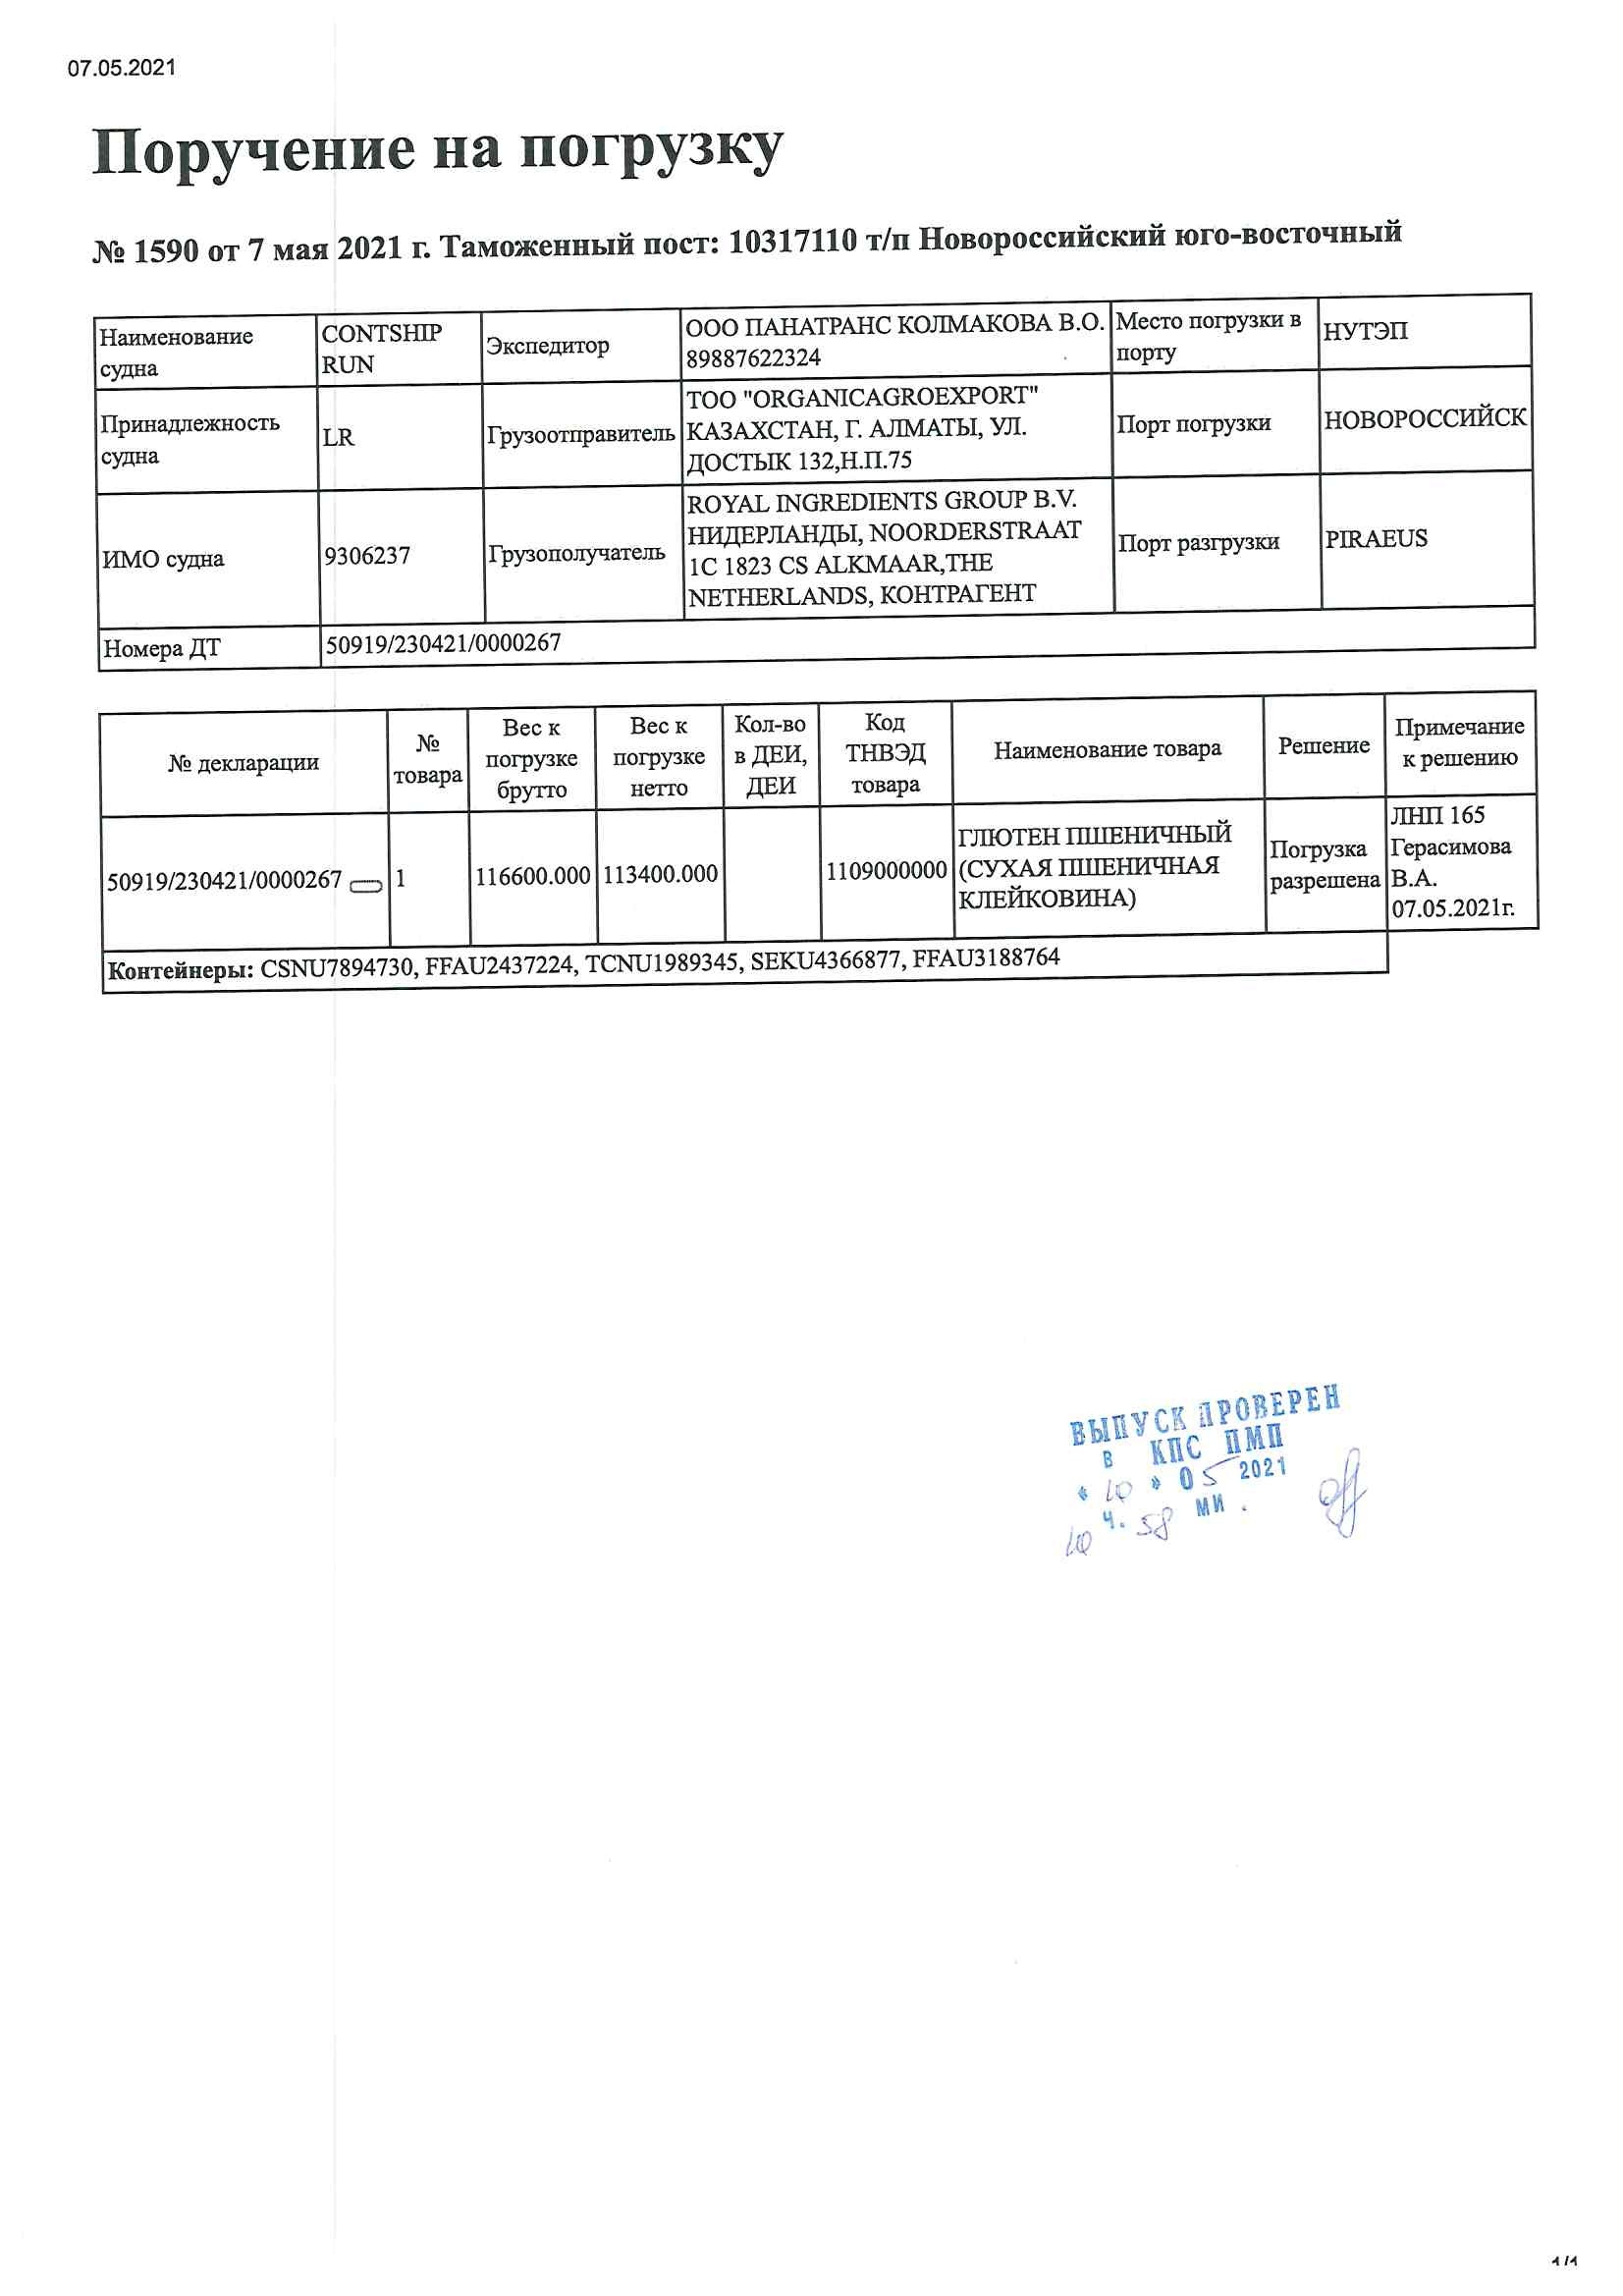 07.05.2021
Поручение на погрузку
№ 1590 от 7 мая 2021 г. Таможенный пост: 10317110 т/п Новороссийский юго-восточный
Наименование
судна
CONTSHIP
RUN
Экспедитор
ООО ПАНАТРАНС КОЛМАКОВА В.О.
89887622324
Место погрузки в
порту
НУТЭП
Принадлежность
судна
LR
Грузоотправитель
ТОО "ORGANICAGROEXPORT"
КАЗАХСТАН, Г. АЛМАТЫ, УЛ.
ДОСТЫК 132,Н.П.75
Порт погрузки
НОВОРОССИЙСК
ИМО судна
9306237
Грузополучатель
ROYAL INGREDIENTS GROUP B.V.
НИДЕРЛАНДЫ, NOORDERSTRAAT
1C 1823 CS ALKMAAR,THE
NETHERLANDS, КОНТРАГЕНТ
Порт разгрузки
PIRAEUS
Номера ДТ
50919/230421/0000267
№ декларации
№
товара
Вес к
погрузке
брутто
Вес к
погрузке
нетто
Кол-во
в ДЕИ,
ДЕИ
Код
ТНВЭД
товара
Наименование товара
Решение
Примечание
к решению
50919/230421/0000267
1
116600.000
113400.000
1109000000
ГЛЮТЕН ПШЕНИЧНЫЙ
(СУХАЯ ПШЕНИЧНАЯ
КЛЕЙКОВИНА)
Погрузка
разрешена
ЛНП 165
Герасимова
В.А.
07.05.2021г.
Контейнеры: CSNU7894730, FFAU2437224, TCNU1989345, SEKU4366877, FFAU3188764
ВЫПУСК ПРОВЕРЕН
В КПС ПМП
« 10 » 05 2021
10 ч. 58 МИ .
1/1